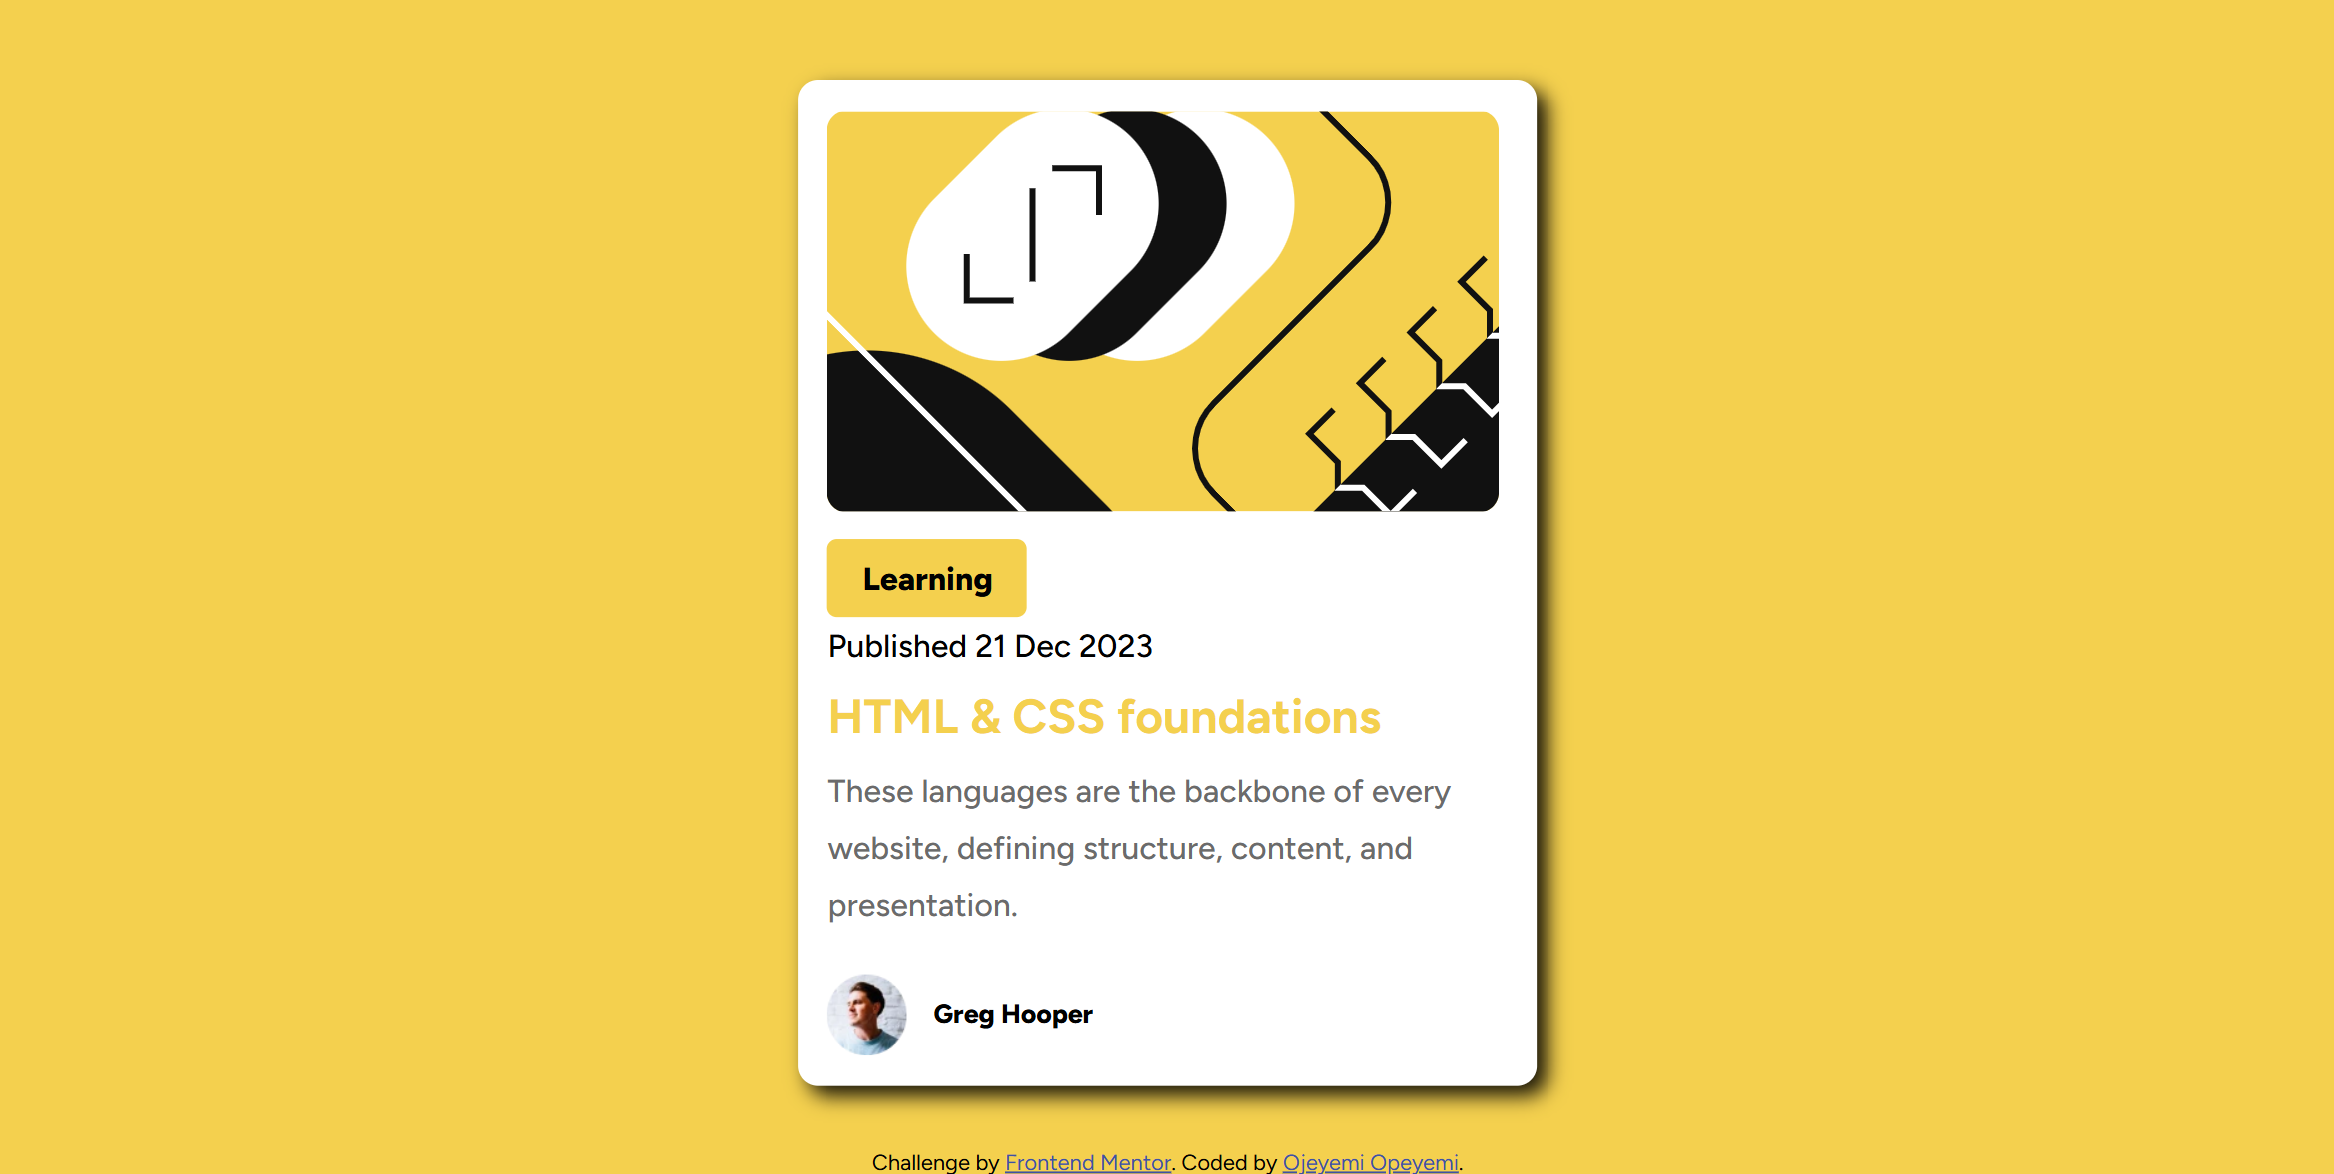 Learning
Published 21 Dec 2023
HTML & CSS foundations
These languages are the backbone of every
website, defining structure, content, and
presentation.
Greg Hooper
Challenge by Frontend Mentor. Coded by Ojeyemi Opeyemi.